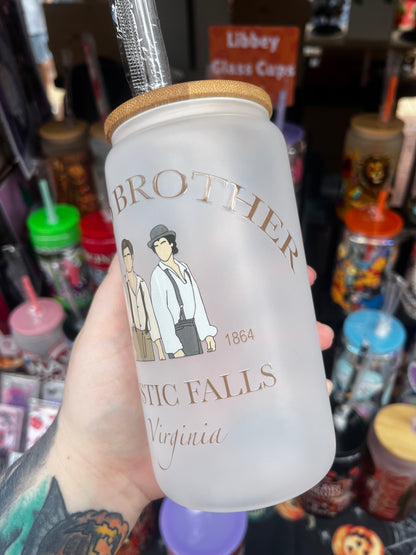 Libbey
Glass Cups
BROTHER
1864
STIC FALLS
Virginia